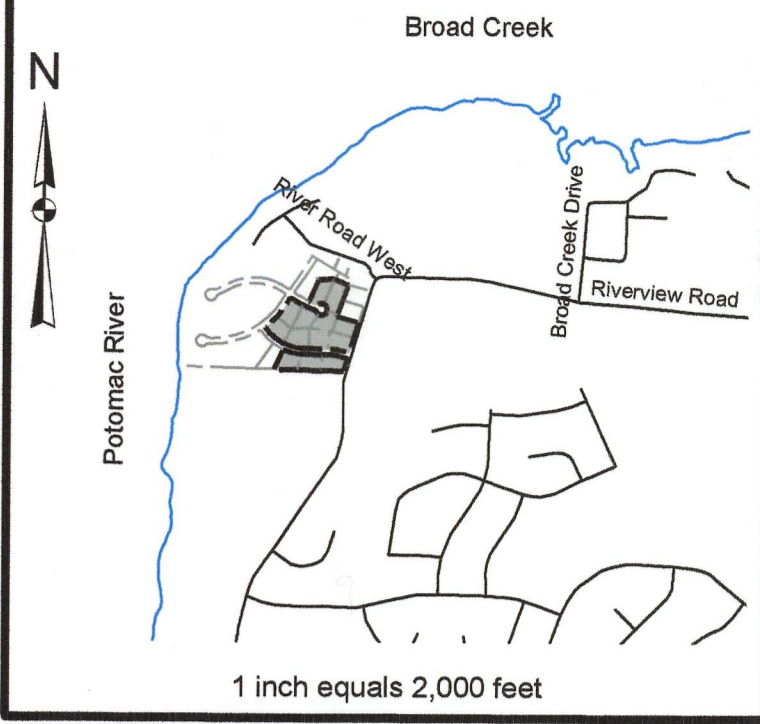 Broad Creek
N
River Road West
Broad Creek Drive
Riverview Road
Potomac River
1 inch equals 2,000 feet